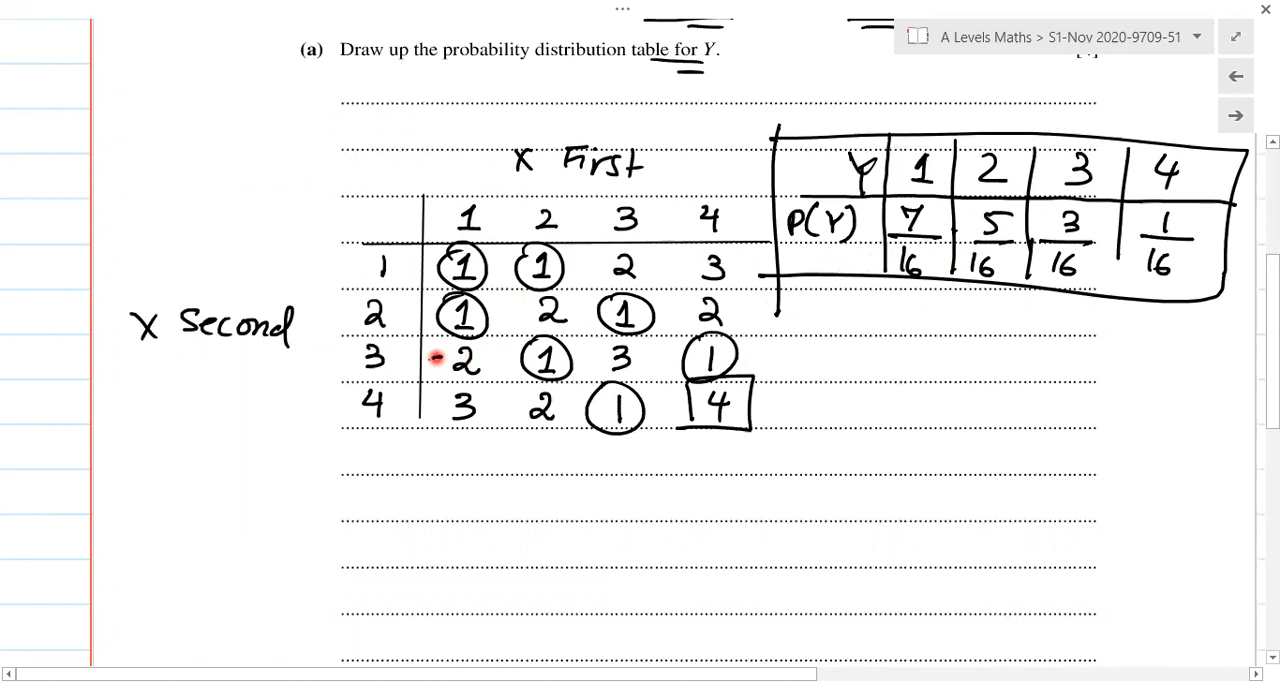 A Levels Maths > S1-Nov 2020-9709-51
(a) Draw up the probability distribution table for Y.
X First
Y 1 2 3 4
P(Y) 7/16 5/16 3/16 1/16
1 2 3 4
1 1 1 2 3
2 1 2 1 2
X Second
3 2 1 3 1
4 3 2 1 4